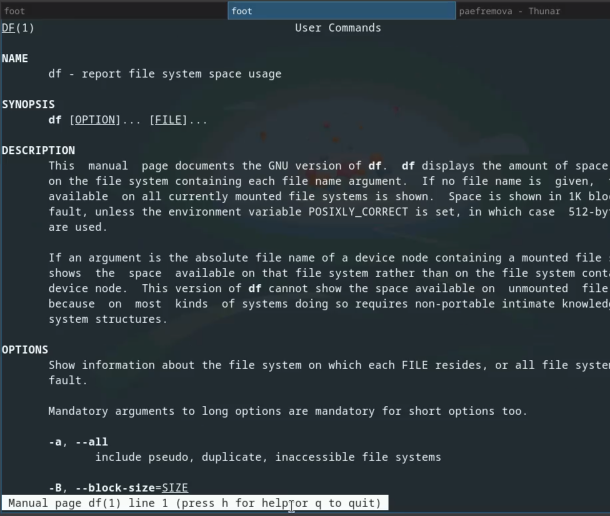 foot
foot
paefremova - Thunar
DF(1) User Commands
NAME
df - report file system space usage
SYNOPSIS
df [OPTION]... [FILE]...
DESCRIPTION
This manual page documents the GNU version of df. df displays the amount of space
on the file system containing each file name argument. If no file name is given,
available on all currently mounted file systems is shown. Space is shown in 1K blo
fault, unless the environment variable POSIXLY_CORRECT is set, in which case 512-by
are used.
If an argument is the absolute file name of a device node containing a mounted file
shows the space available on that file system rather than on the file system cont
device node. This version of df cannot show the space available on unmounted file
because on most kinds of systems doing so requires non-portable intimate knowled
system structures.
OPTIONS
Show information about the file system on which each FILE resides, or all file syste
fault.
Mandatory arguments to long options are mandatory for short options too.
-a, --all
include pseudo, duplicate, inaccessible file systems
-B, --block-size=SIZE
Manual page df(1) line 1 (press h for help or q to quit)